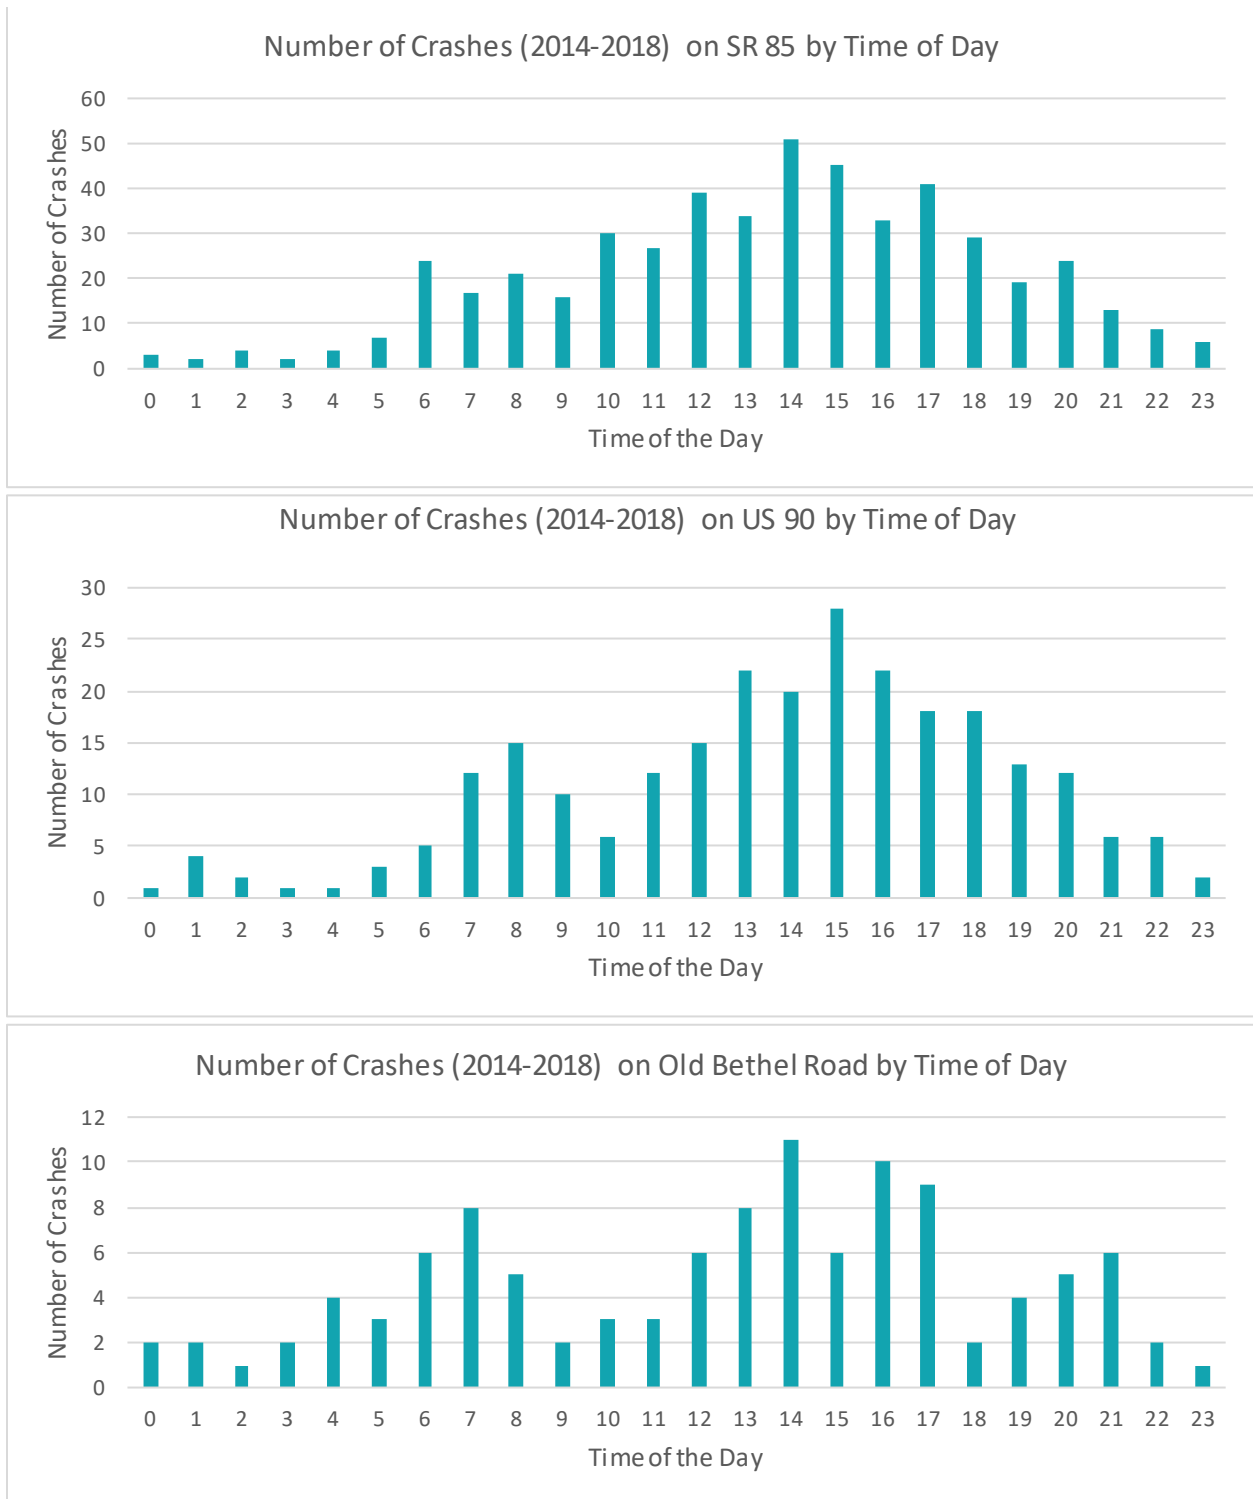 Number of Crashes (2014-2018) on SR 85 by Time of Day
Number of Crashes
60
50
40
30
20
10
0
0 1 2 3 4 5 6 7 8 9 10 11 12 13 14 15 16 17 18 19 20 21 22 23
Time of the Day
Number of Crashes (2014-2018) on US 90 by Time of Day
Number of Crashes
30
25
20
15
10
5
0
0 1 2 3 4 5 6 7 8 9 10 11 12 13 14 15 16 17 18 19 20 21 22 23
Time of the Day
Number of Crashes (2014-2018) on Old Bethel Road by Time of Day
Number of Crashes
12
10
8
6
4
2
0
0 1 2 3 4 5 6 7 8 9 10 11 12 13 14 15 16 17 18 19 20 21 22 23
Time of the Day